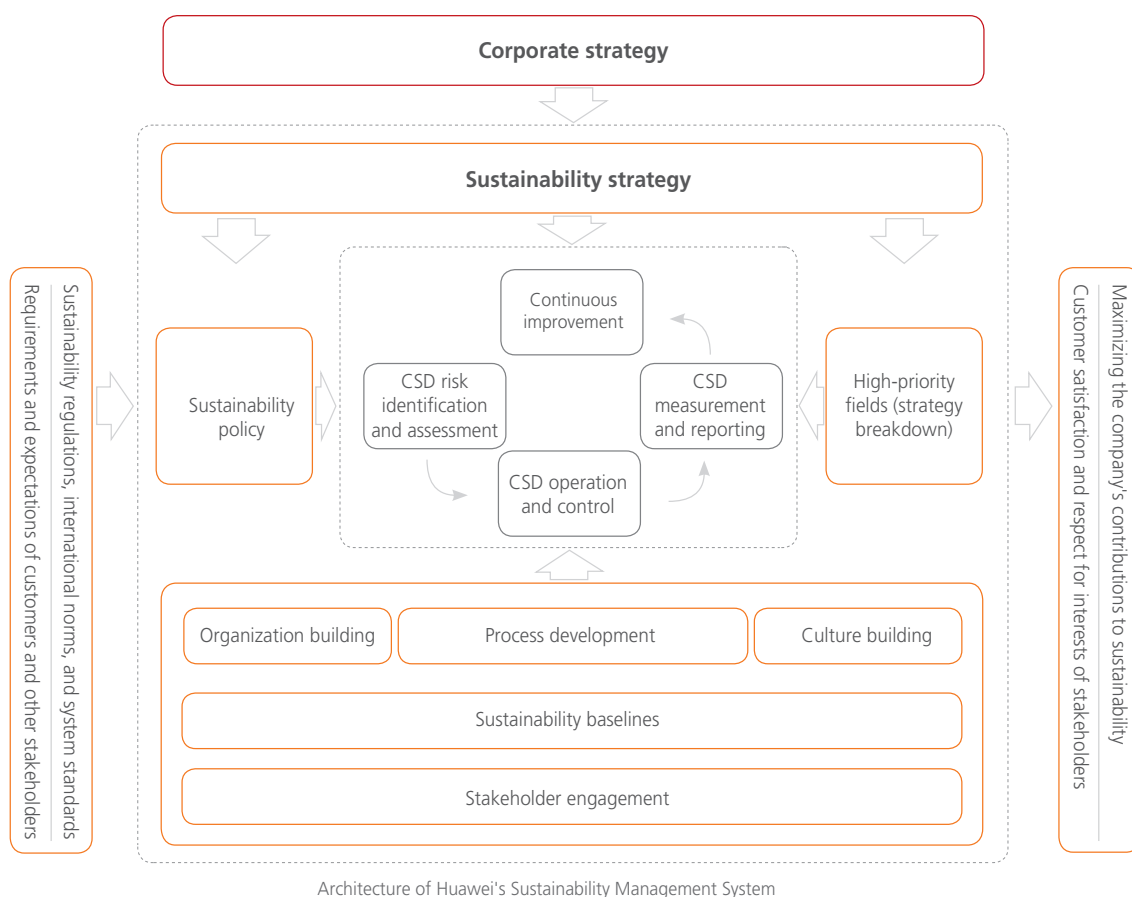 Corporate strategy
Sustainability strategy
Sustainability regulations, international norms, and system standards
Requirements and expectations of customers and other stakeholders
Sustainability
policy
Continuous
improvement
CSD risk
identification
and assessment
CSD
measurement
and reporting
CSD operation
and control
High-priority
fields (strategy
breakdown)
Maximizing the company's contributions to sustainability
Customer satisfaction and respect for interests of stakeholders
Organization building
Process development
Culture building
Sustainability baselines
Stakeholder engagement
Architecture of Huawei's Sustainability Management System